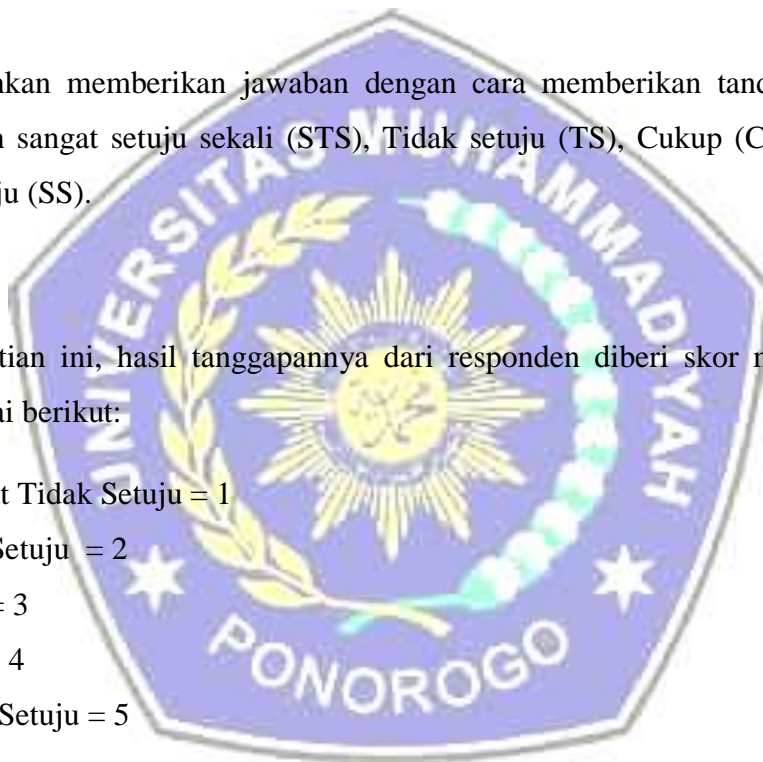 nkan memberikan jawaban dengan cara memberikan tand
n sangat setuju sekali (STS), Tidak setuju (TS), Cukup (C
ju (SS).
tian ini, hasil tanggapannya dari responden diberi skor n
ai berikut:
t Tidak Setuju = 1
Setuju = 2
= 3
4
Setuju = 5
UNIVERSITAS MUHAMMADIYAH
PONOROGO